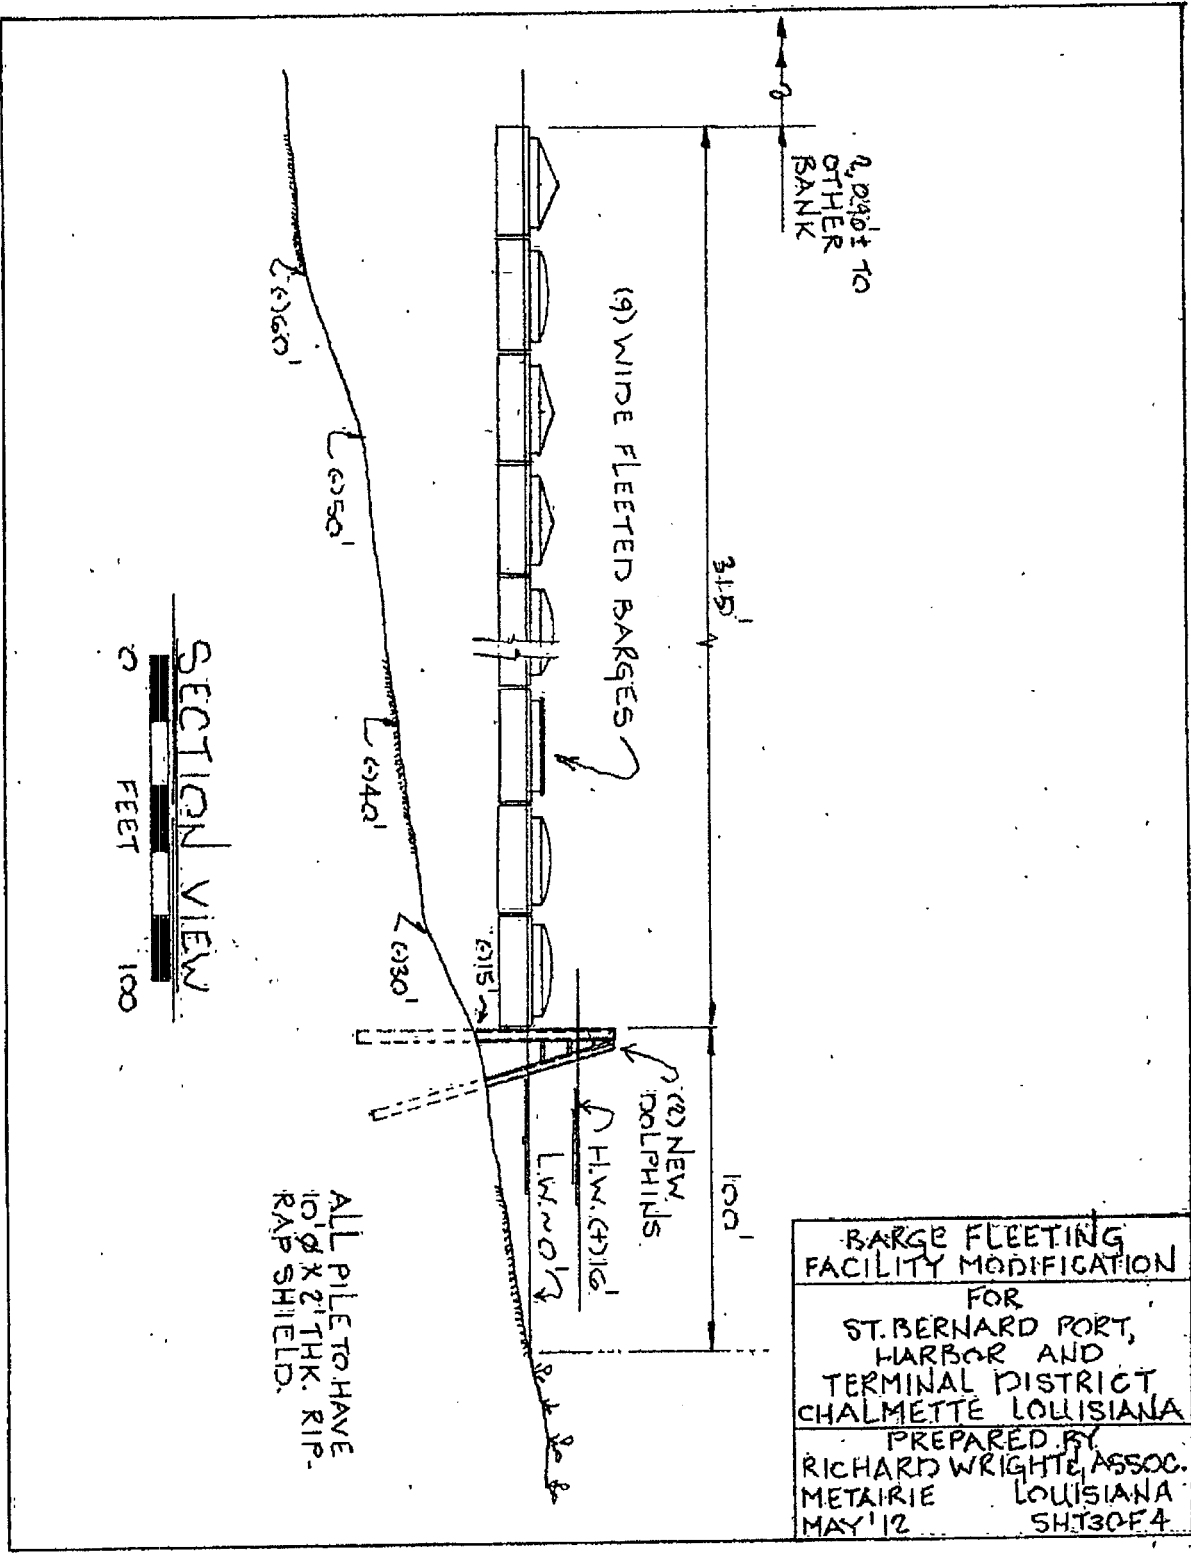 2,090'± TO
OTHER
BANK
315'
100'
(9) WIDE FLEETED BARGES
(2) NEW
DOLPHINS
H.W.(+)16'
L.W.~0'
(-)15'
(-)30'
(-)40'
(-)50'
(-)60'
ALL PILE TO HAVE
10'Ø X 2' THK. RIP-
RAP SHIELD.
SECTION VIEW
0 FEET 100
BARGE FLEETING
FACILITY MODIFICATION
FOR
ST. BERNARD PORT,
HARBOR AND
TERMINAL DISTRICT
CHALMETTE LOUISIANA
PREPARED BY
RICHARD WRIGHT & ASSOC.
METAIRIE LOUISIANA
MAY '12 SHT 3 OF 4